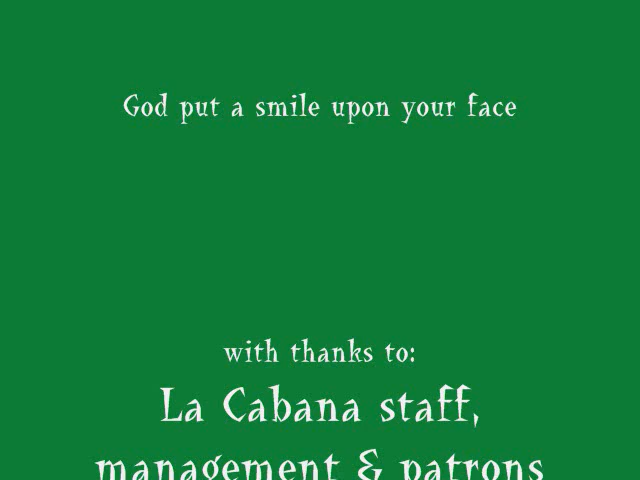 God put a smile upon your face
with thanks to:
La Cabana staff,
management & patrons